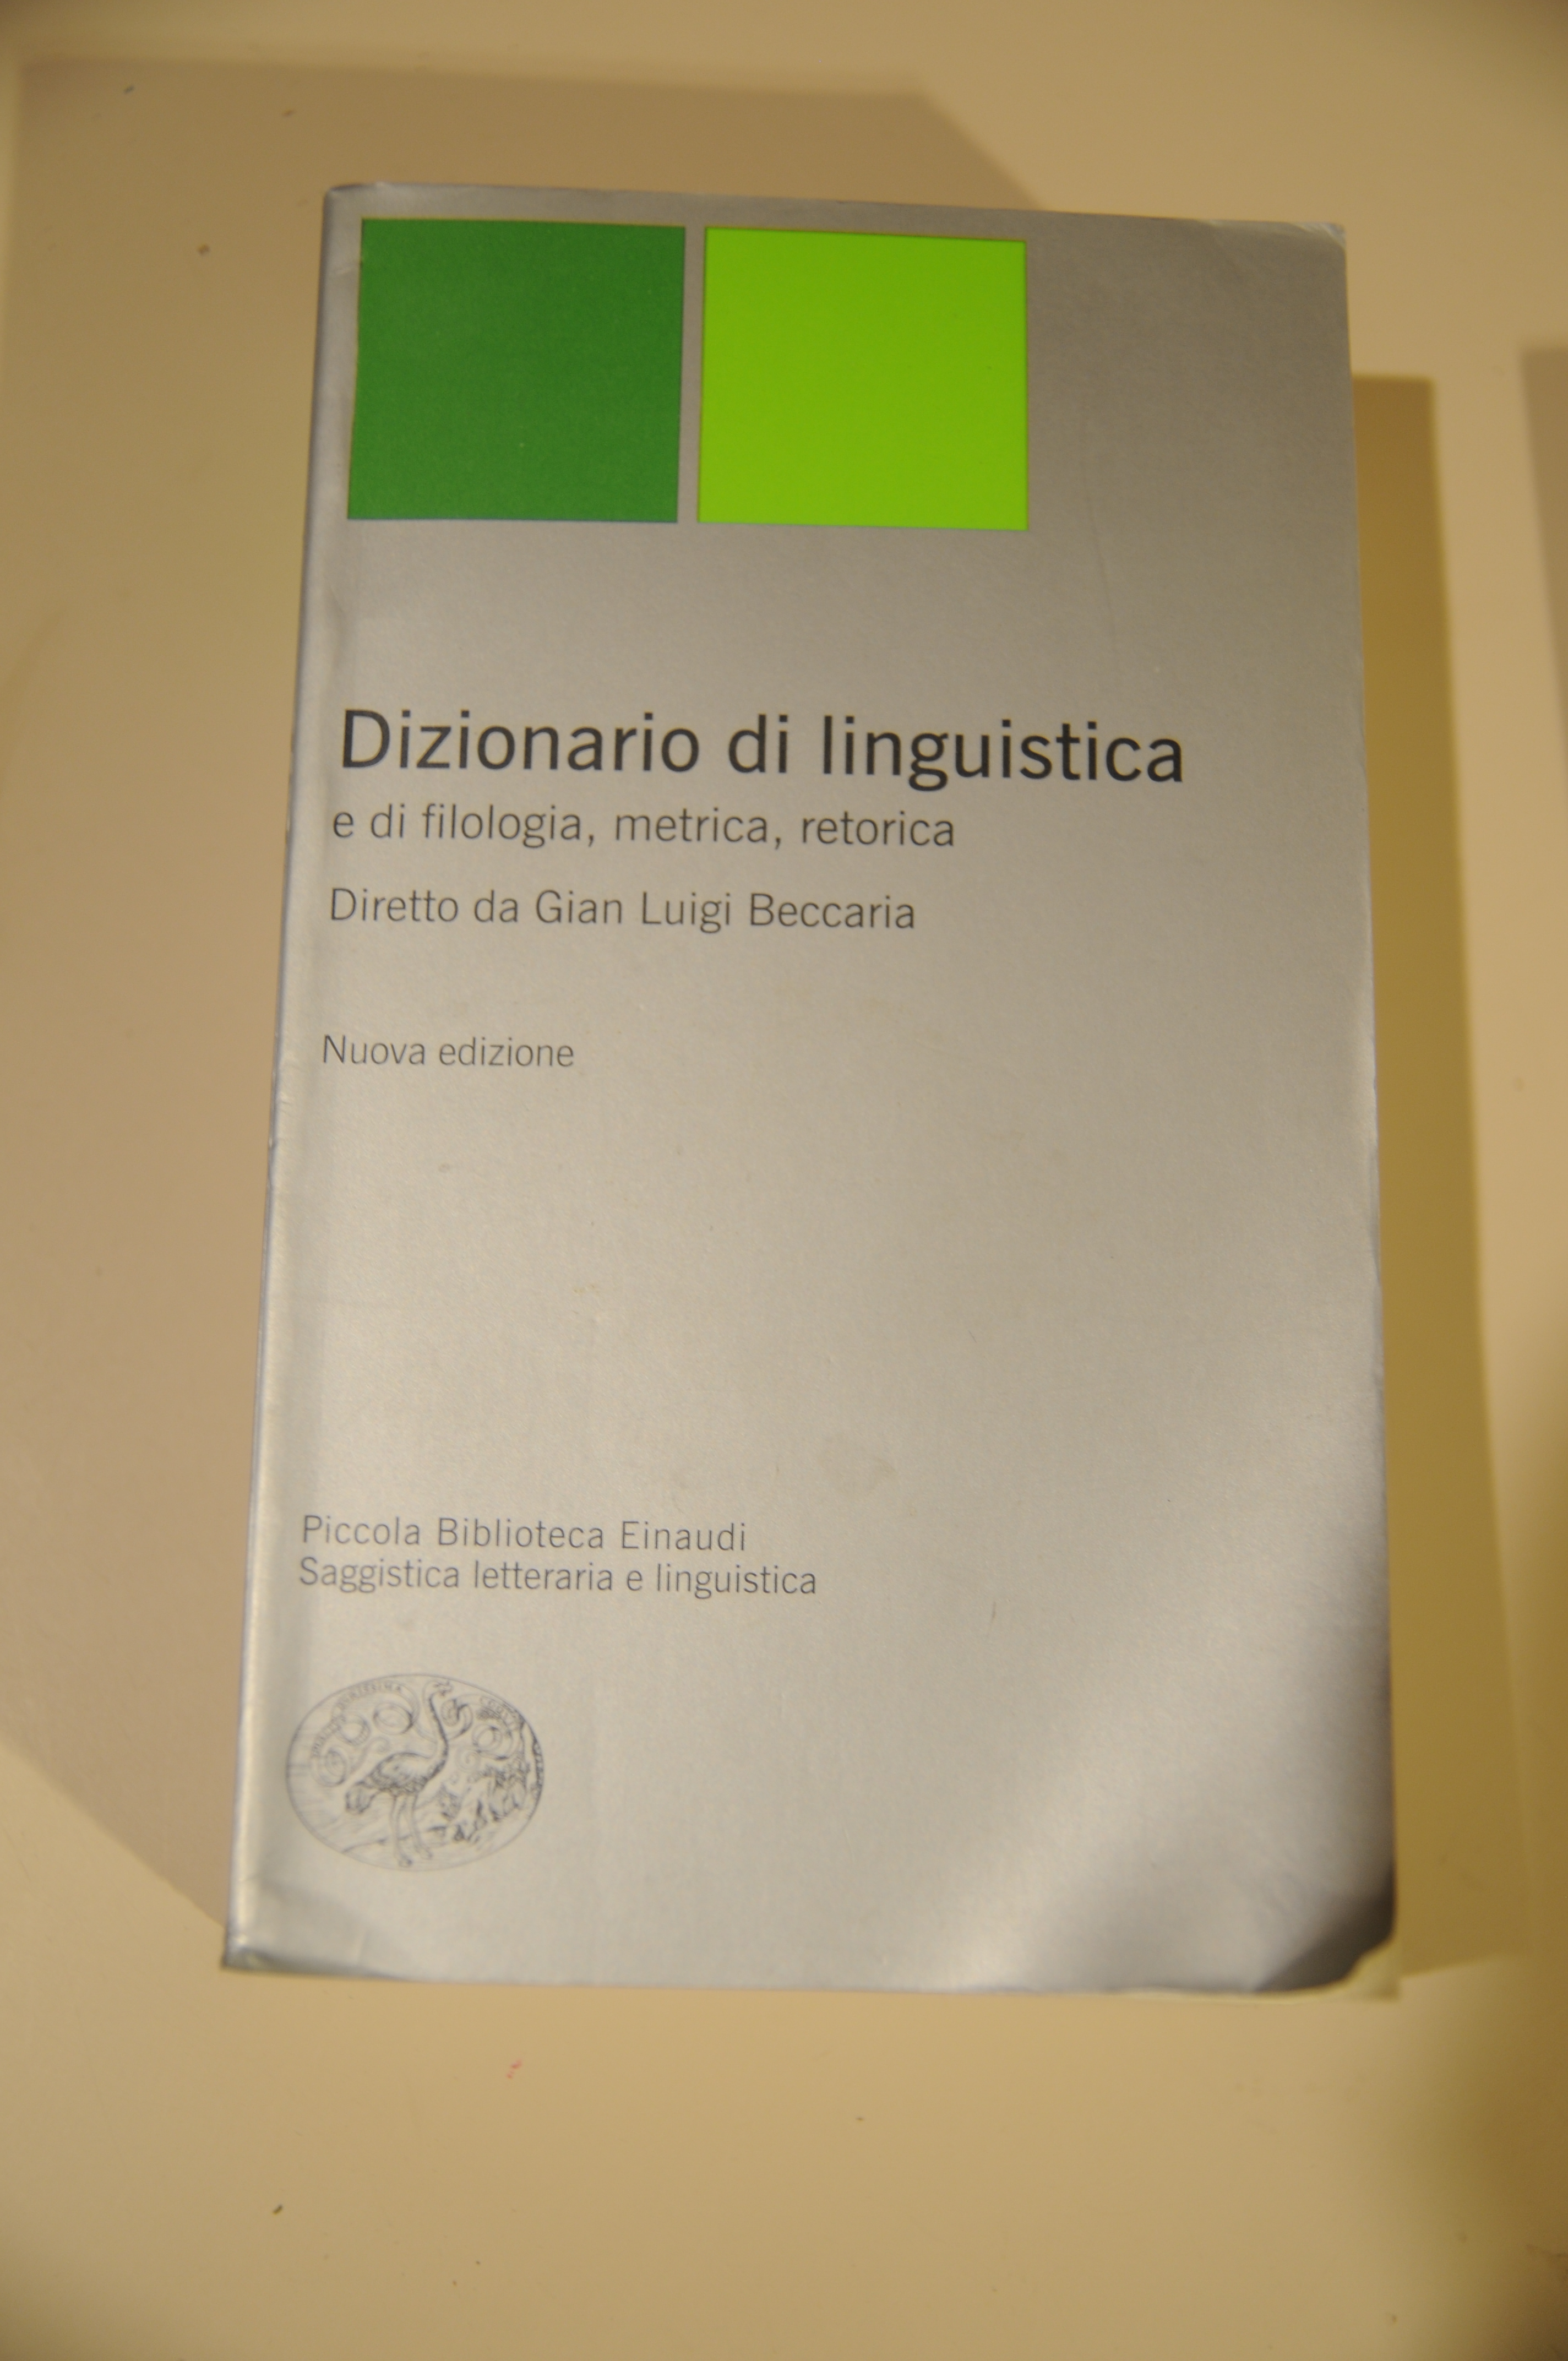 Dizionario di linguistica
e di filologia, metrica, retorica
Diretto da Gian Luigi Beccaria
Nuova edizione
Piccola Biblioteca Einaudi
Saggistica letteraria e linguistica